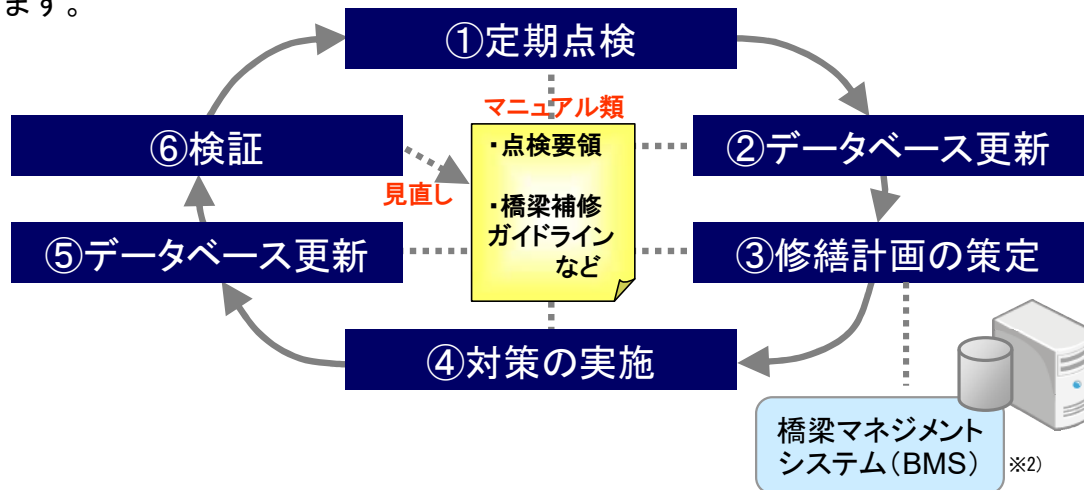 ます。
①定期点検
マニュアル類
・点検要領
・橋梁補修
ガイドライン
など
⑥検証
②データベース更新
見直し
⑤データベース更新
③修繕計画の策定
④対策の実施
橋梁マネジメント
システム(BMS)
※2)